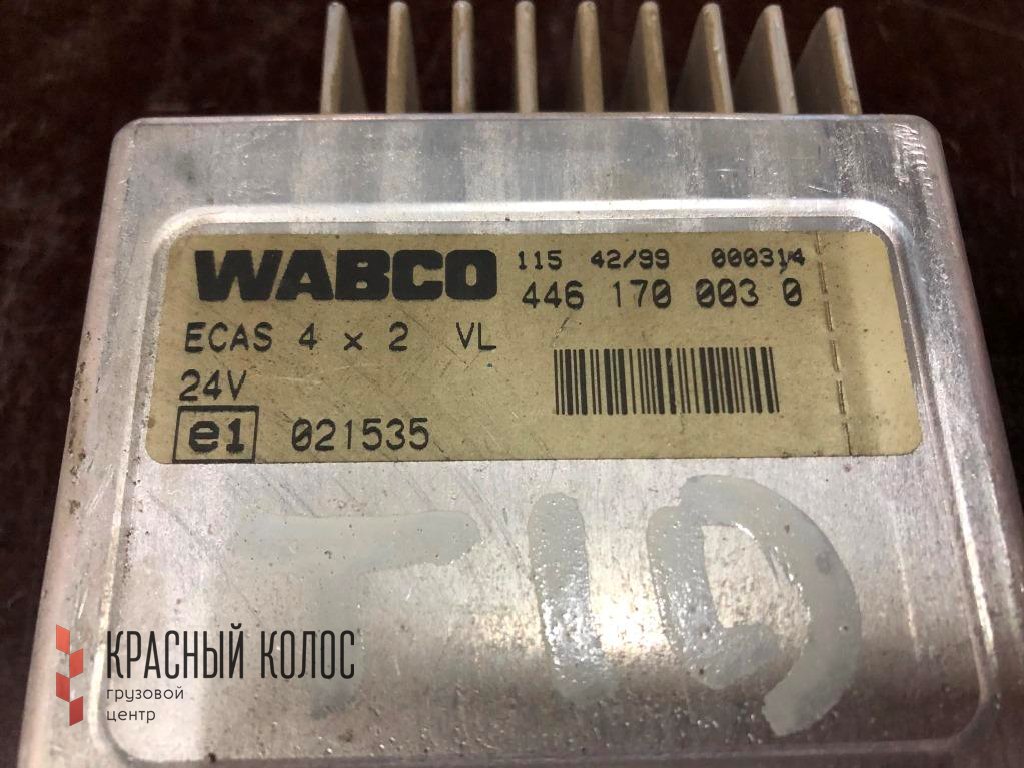 WABCO
115 42/99 000314
446 170 003 0
ECAS 4 x 2 VL
24V
e1 021535
КРАСНЫЙ КОЛОС
грузовой
центр